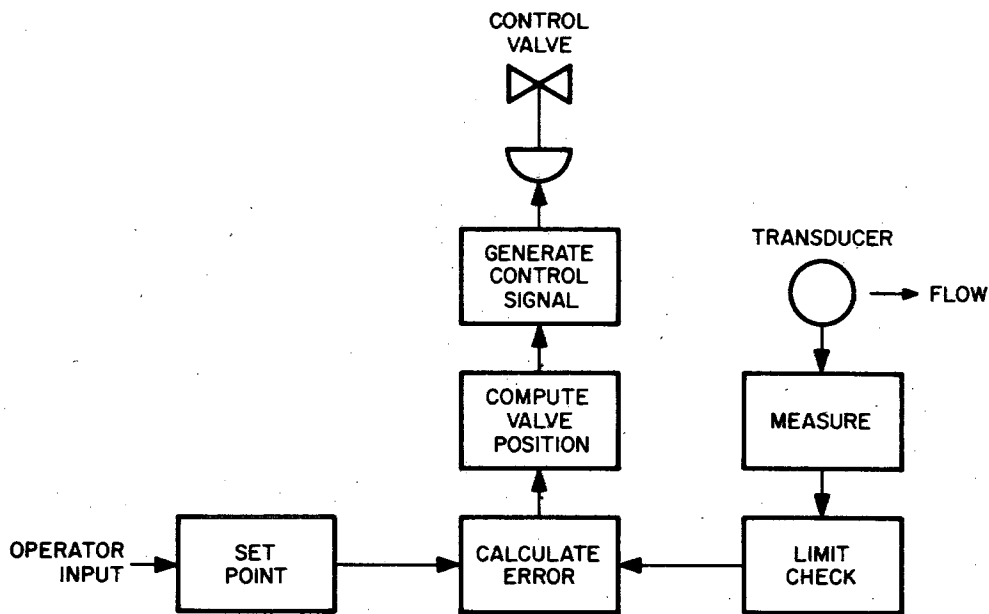 CONTROL
VALVE
GENERATE
CONTROL
SIGNAL
TRANSDUCER
FLOW
COMPUTE
VALVE
POSITION
MEASURE
OPERATOR
INPUT
SET
POINT
CALCULATE
ERROR
LIMIT
CHECK